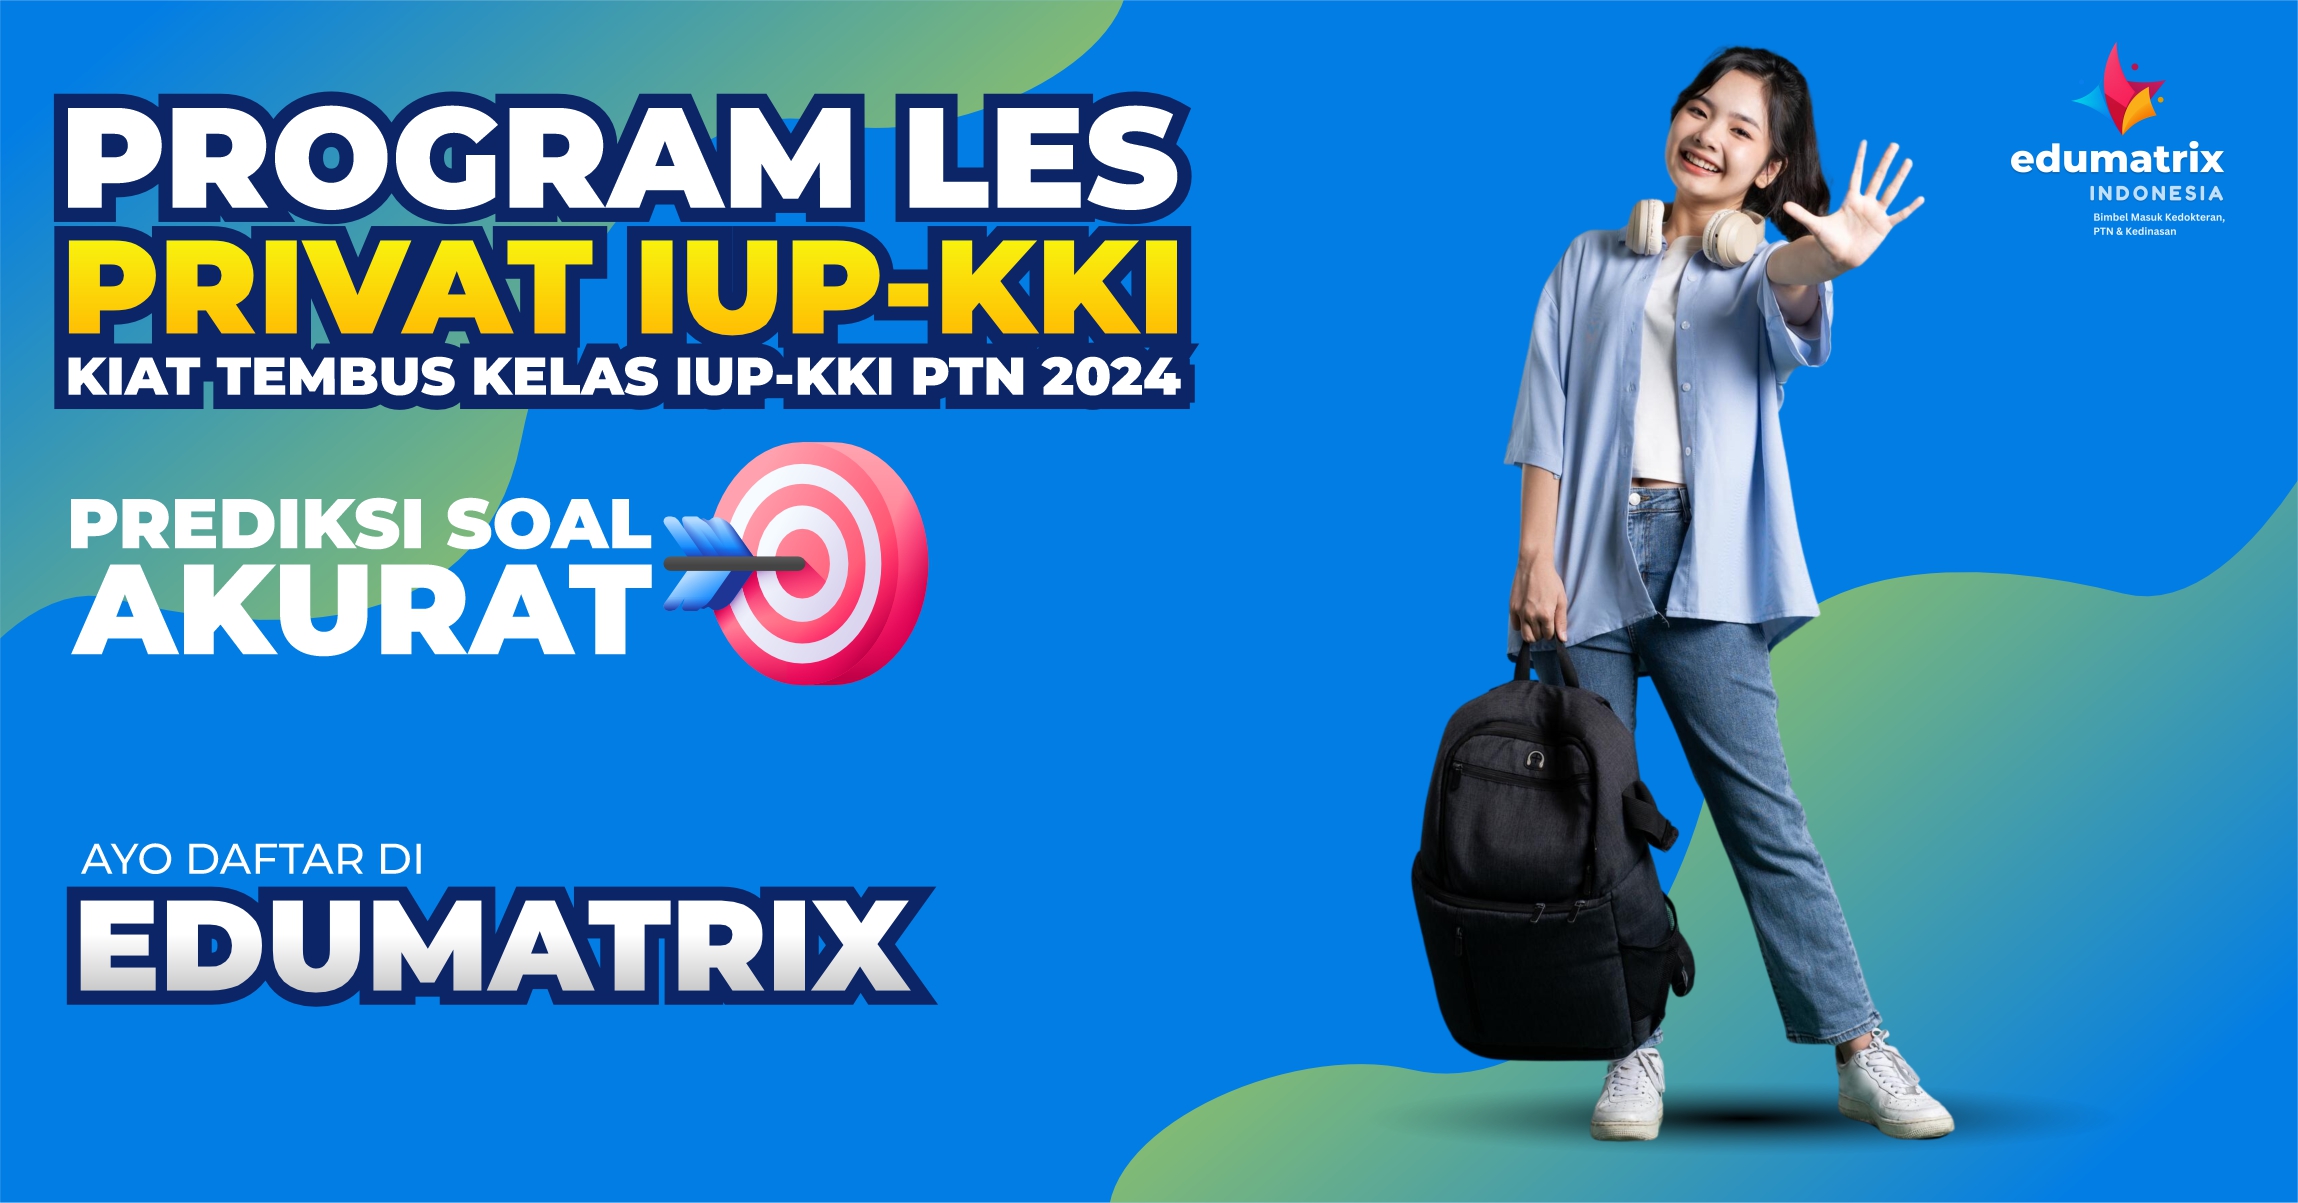 PROGRAM LES
PRIVAT IUP-KKI
KIAT TEMBUS KELAS IUP-KKI PTN 2024
PREDIKSI SOAL
AKURAT
AYO DAFTAR DI
EDUMATRIX
edumatrix
INDONESIA
Bimbel Masuk Kedokteran,
PTN & Kedinasan